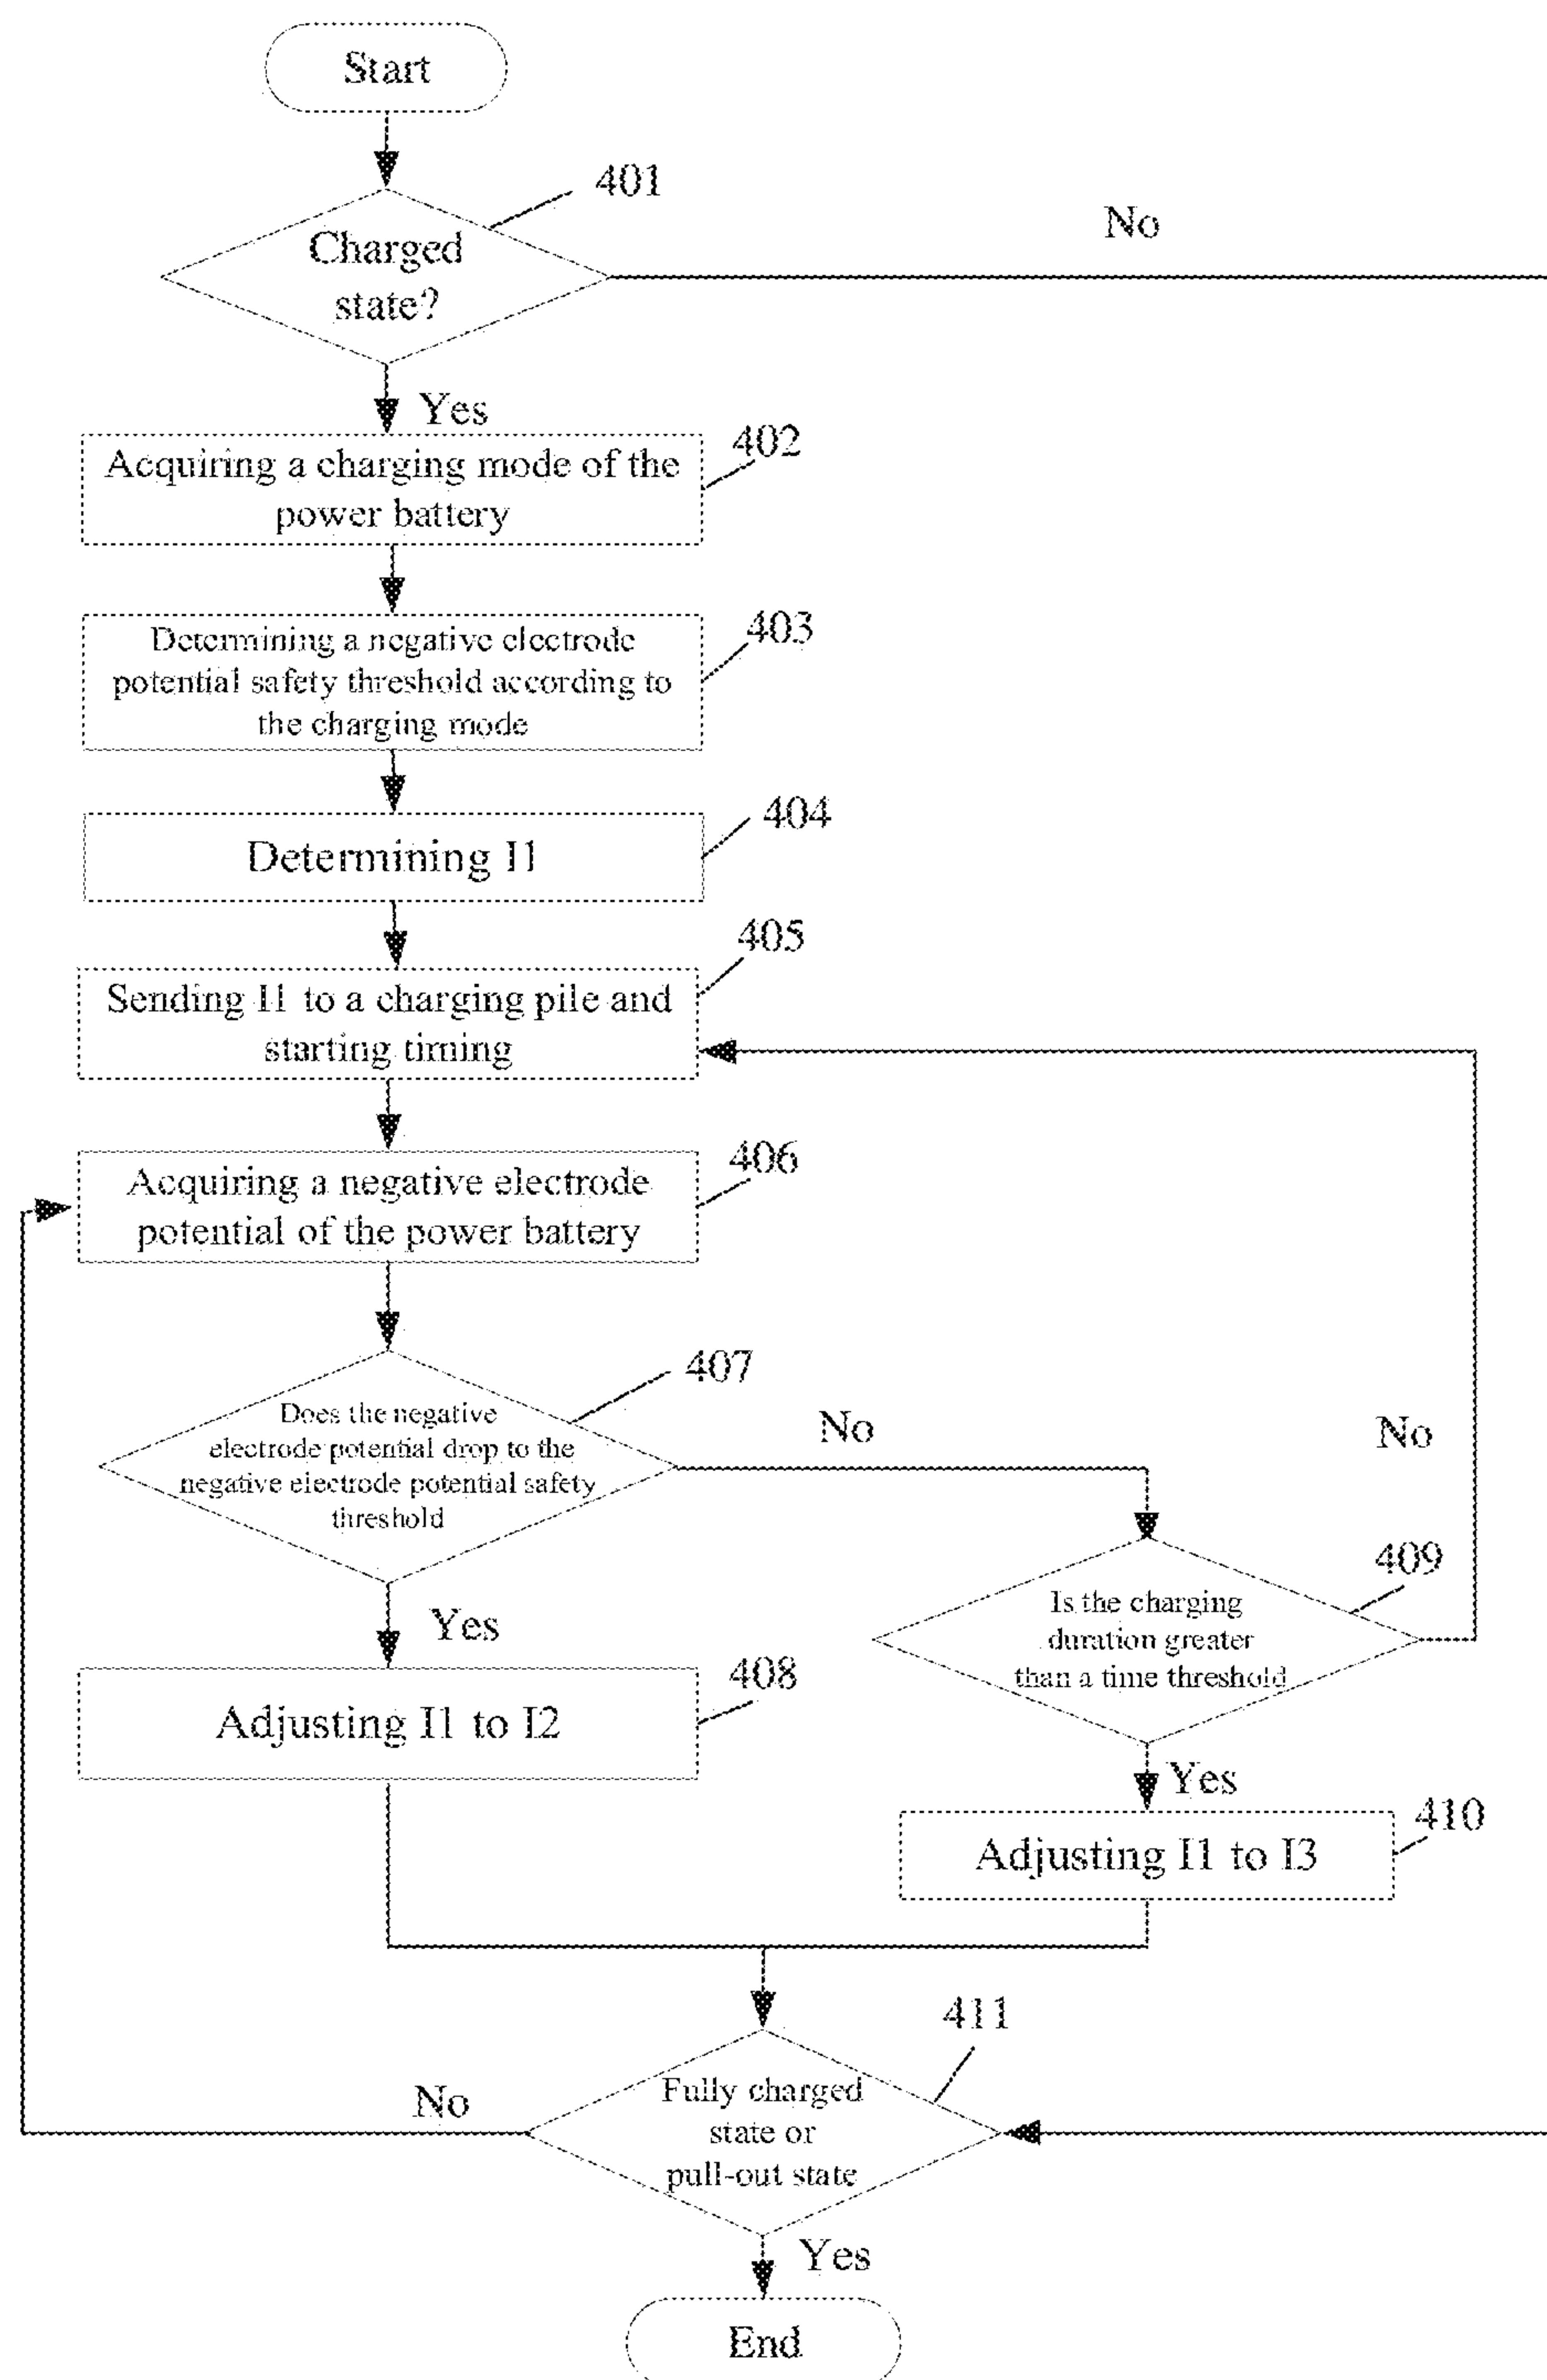 Start
401
No
Charged
state?
Yes
402
Acquiring a charging mode of the
power battery
403
Determining a negative electrode
potential safety threshold according to
the charging mode
404
Determining I1
405
Sending I1 to a charging pile and
starting timing
406
Acquiring a negative electrode
potential of the power battery
407
Does the negative
electrode potential drop to the
negative electrode potential safety
threshold
No
No
409
Is the charging
duration greater
than a time threshold
Yes
408
Adjusting I1 to I2
Yes
410
Adjusting I1 to I3
411
No
Fully charged
state or
pull-out state
Yes
End